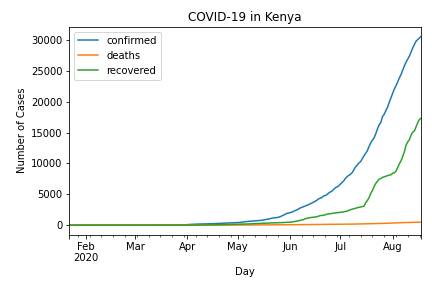 COVID-19 in Kenya
confirmed
deaths
recovered
Number of Cases
30000
25000
20000
15000
10000
5000
0
Feb Mar Apr May Jun Jul Aug
2020
Day